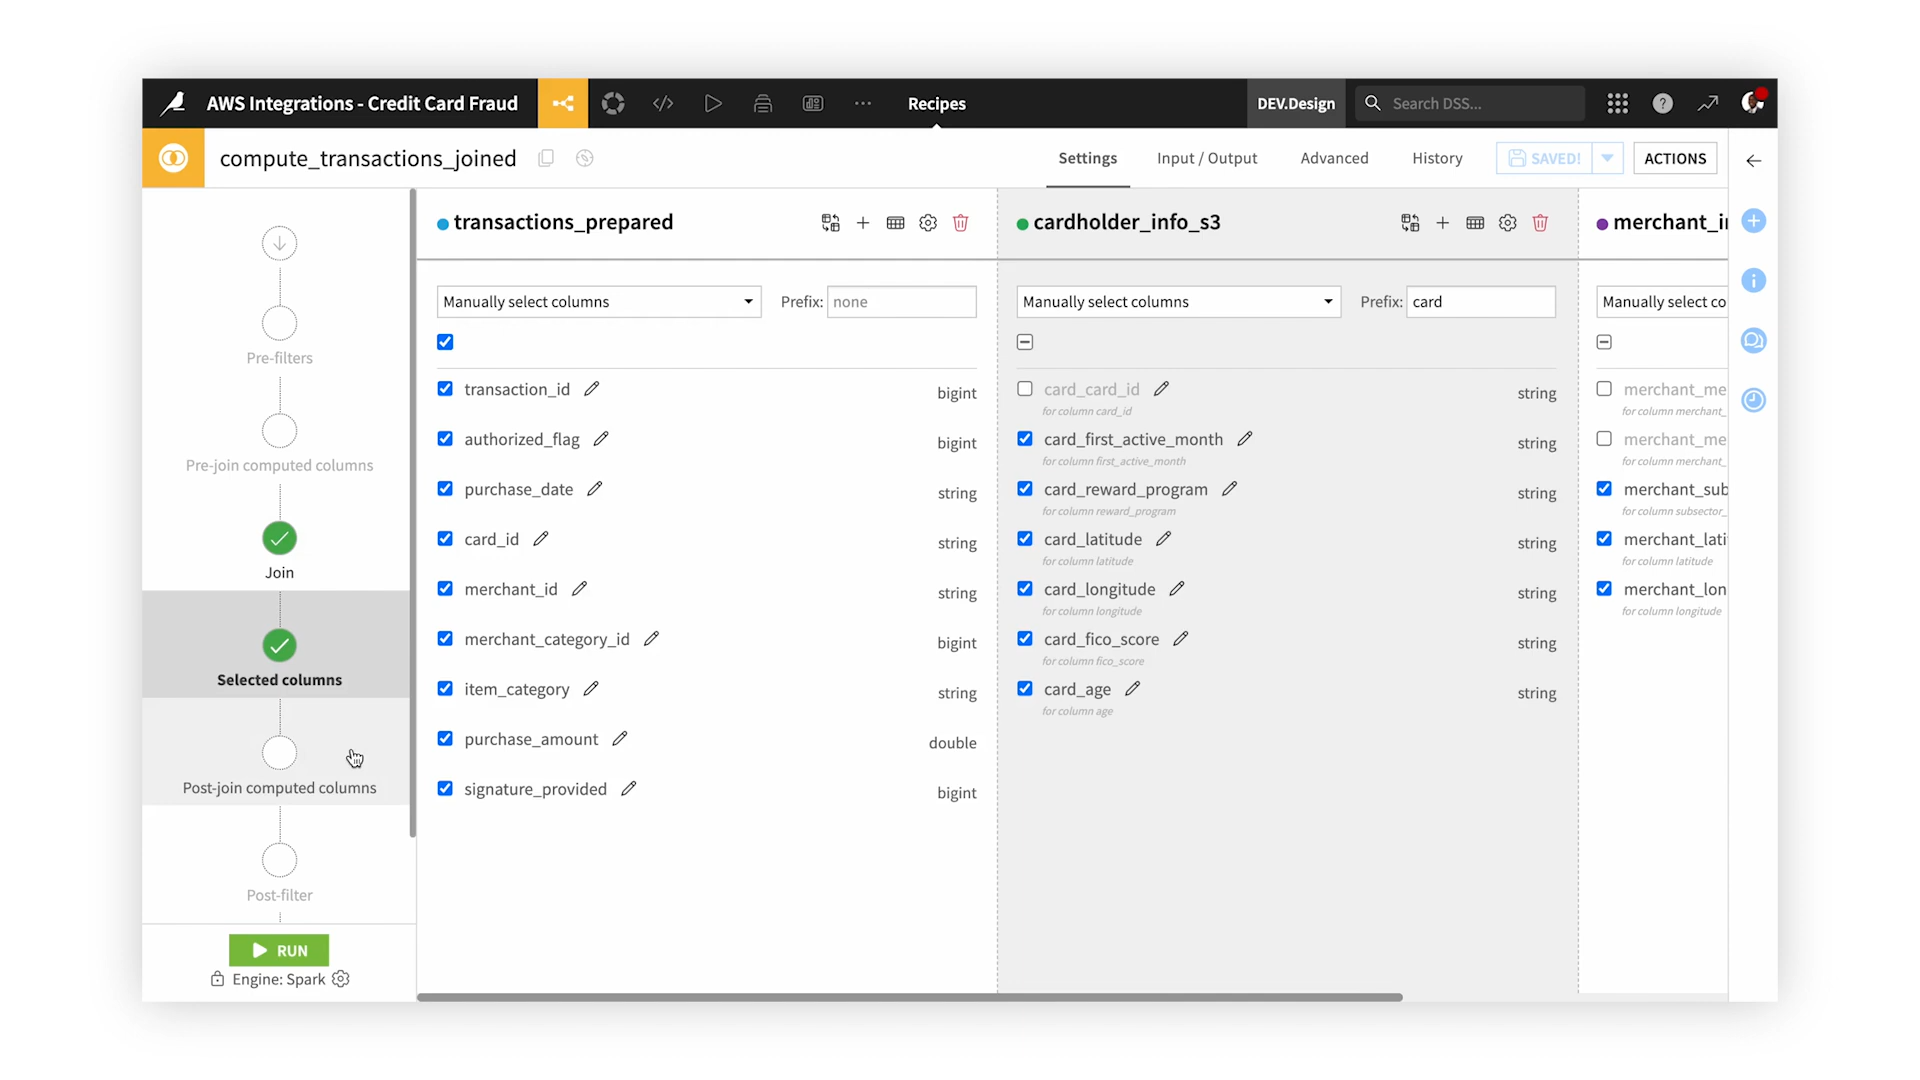 AWS Integrations - Credit Card Fraud
Recipes
DEV.Design
Search DSS...
compute_transactions_joined
Settings
Input / Output
Advanced
History
SAVED!
ACTIONS
Pre-filters
Pre-join computed columns
Join
Selected columns
Post-join computed columns
Post-filter
RUN
Engine: Spark
transactions_prepared
Manually select columns
Prefix: none
transaction_id bigint
authorized_flag bigint
purchase_date string
card_id string
merchant_id string
merchant_category_id bigint
item_category string
purchase_amount double
signature_provided bigint
cardholder_info_s3
Manually select columns
Prefix: card
card_card_id string
for column card_id
card_first_active_month string
for column first_active_month
card_reward_program string
for column reward_program
card_latitude string
for column latitude
card_longitude string
for column longitude
card_fico_score string
for column fico_score
card_age string
for column age
merchant_i
Manually select co
merchant_me
for column merchant_
merchant_me
for column merchant_
merchant_sub
for column subsector_
merchant_lati
for column latitude
merchant_lon
for column longitude